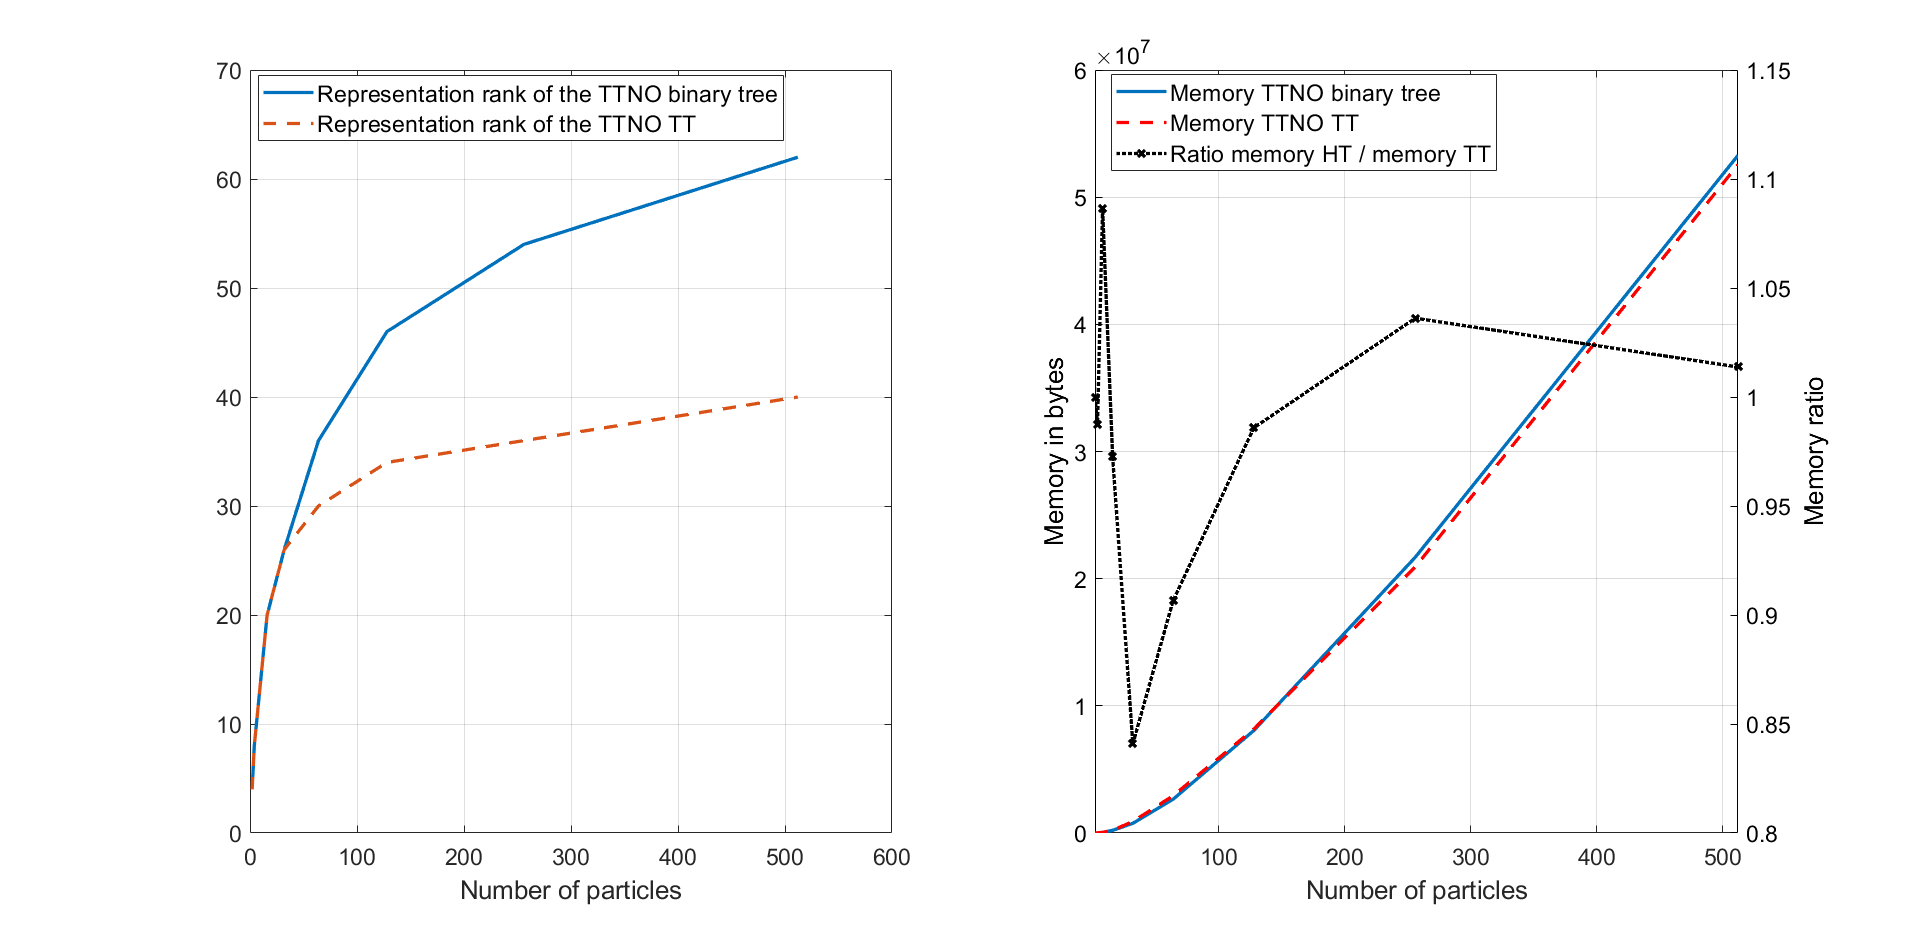 70
60
50
40
30
20
10
0
0 100 200 300 400 500 600
Number of particles
Representation rank of the TTNO binary tree
Representation rank of the TTNO TT
×10^7
6
5
4
3
2
1
0
Memory in bytes
Memory TTNO binary tree
Memory TTNO TT
Ratio memory HT / memory TT
100 200 300 400 500
Number of particles
1.15
1.1
1.05
1
0.95
0.9
0.85
0.8
Memory ratio